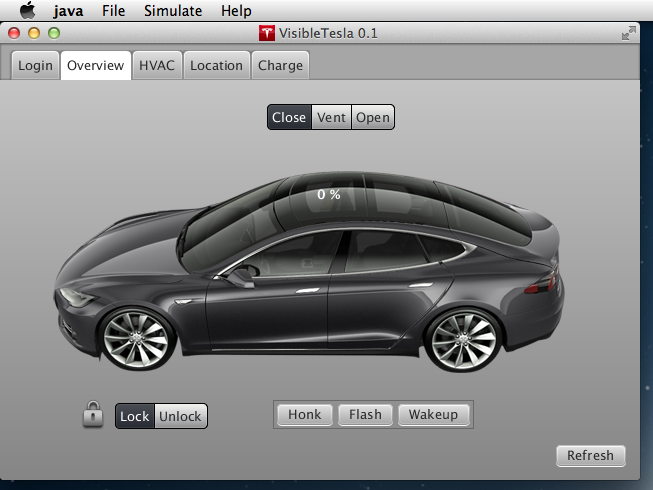 java File Simulate Help
VisibleTesla 0.1
Login Overview HVAC Location Charge
Close Vent Open
0 %
Lock Unlock Honk Flash Wakeup
Refresh